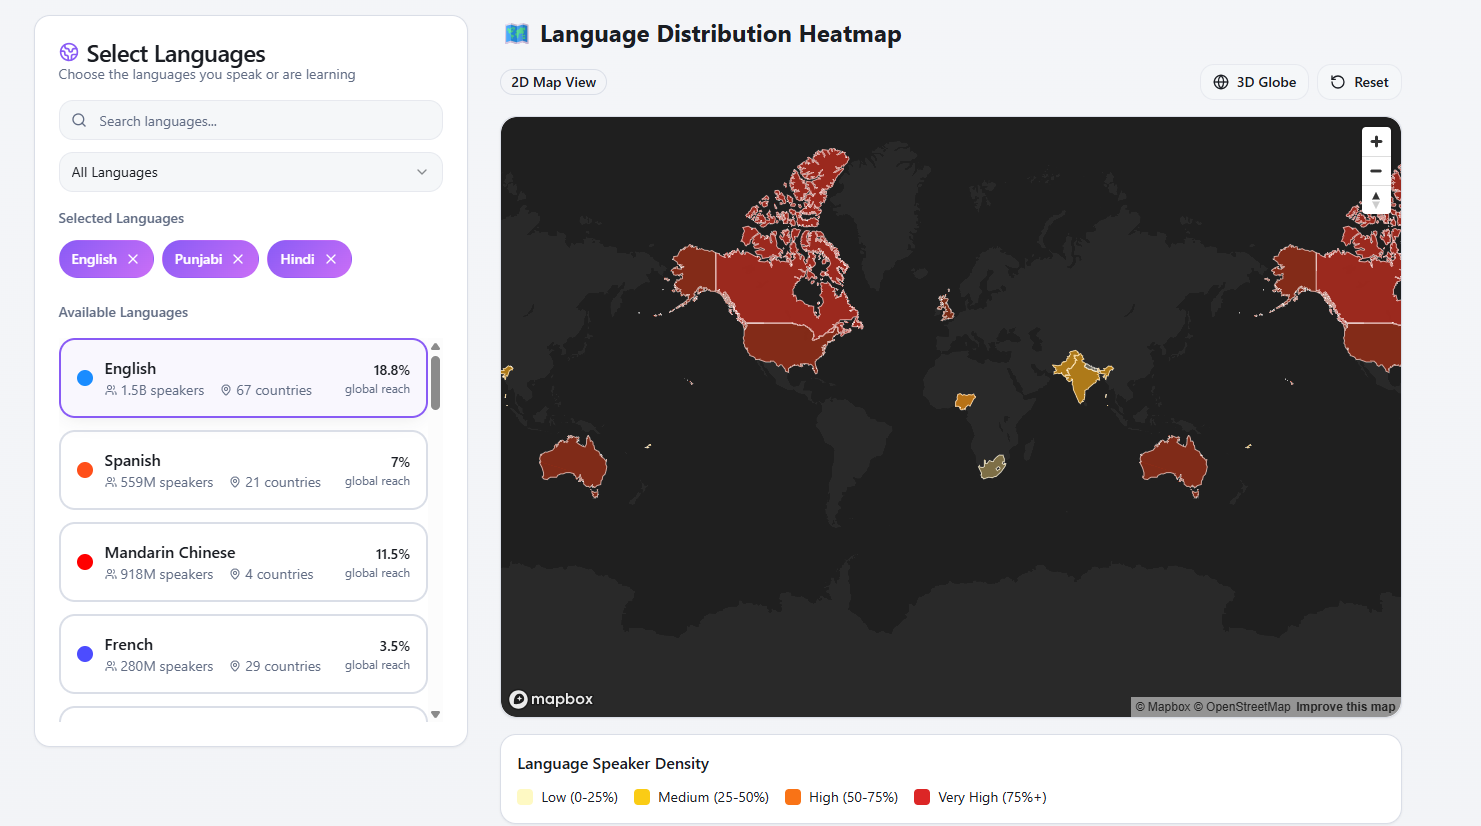 Select Languages
Choose the languages you speak or are learning
Search languages...
All Languages
Selected Languages
English
Punjabi
Hindi
Available Languages
English
18.8%
1.5B speakers
67 countries
global reach
Spanish
7%
559M speakers
21 countries
global reach
Mandarin Chinese
11.5%
918M speakers
4 countries
global reach
French
3.5%
280M speakers
29 countries
global reach
Language Distribution Heatmap
2D Map View
3D Globe
Reset
mapbox
© Mapbox © OpenStreetMap Improve this map
Language Speaker Density
Low (0-25%)
Medium (25-50%)
High (50-75%)
Very High (75%+)